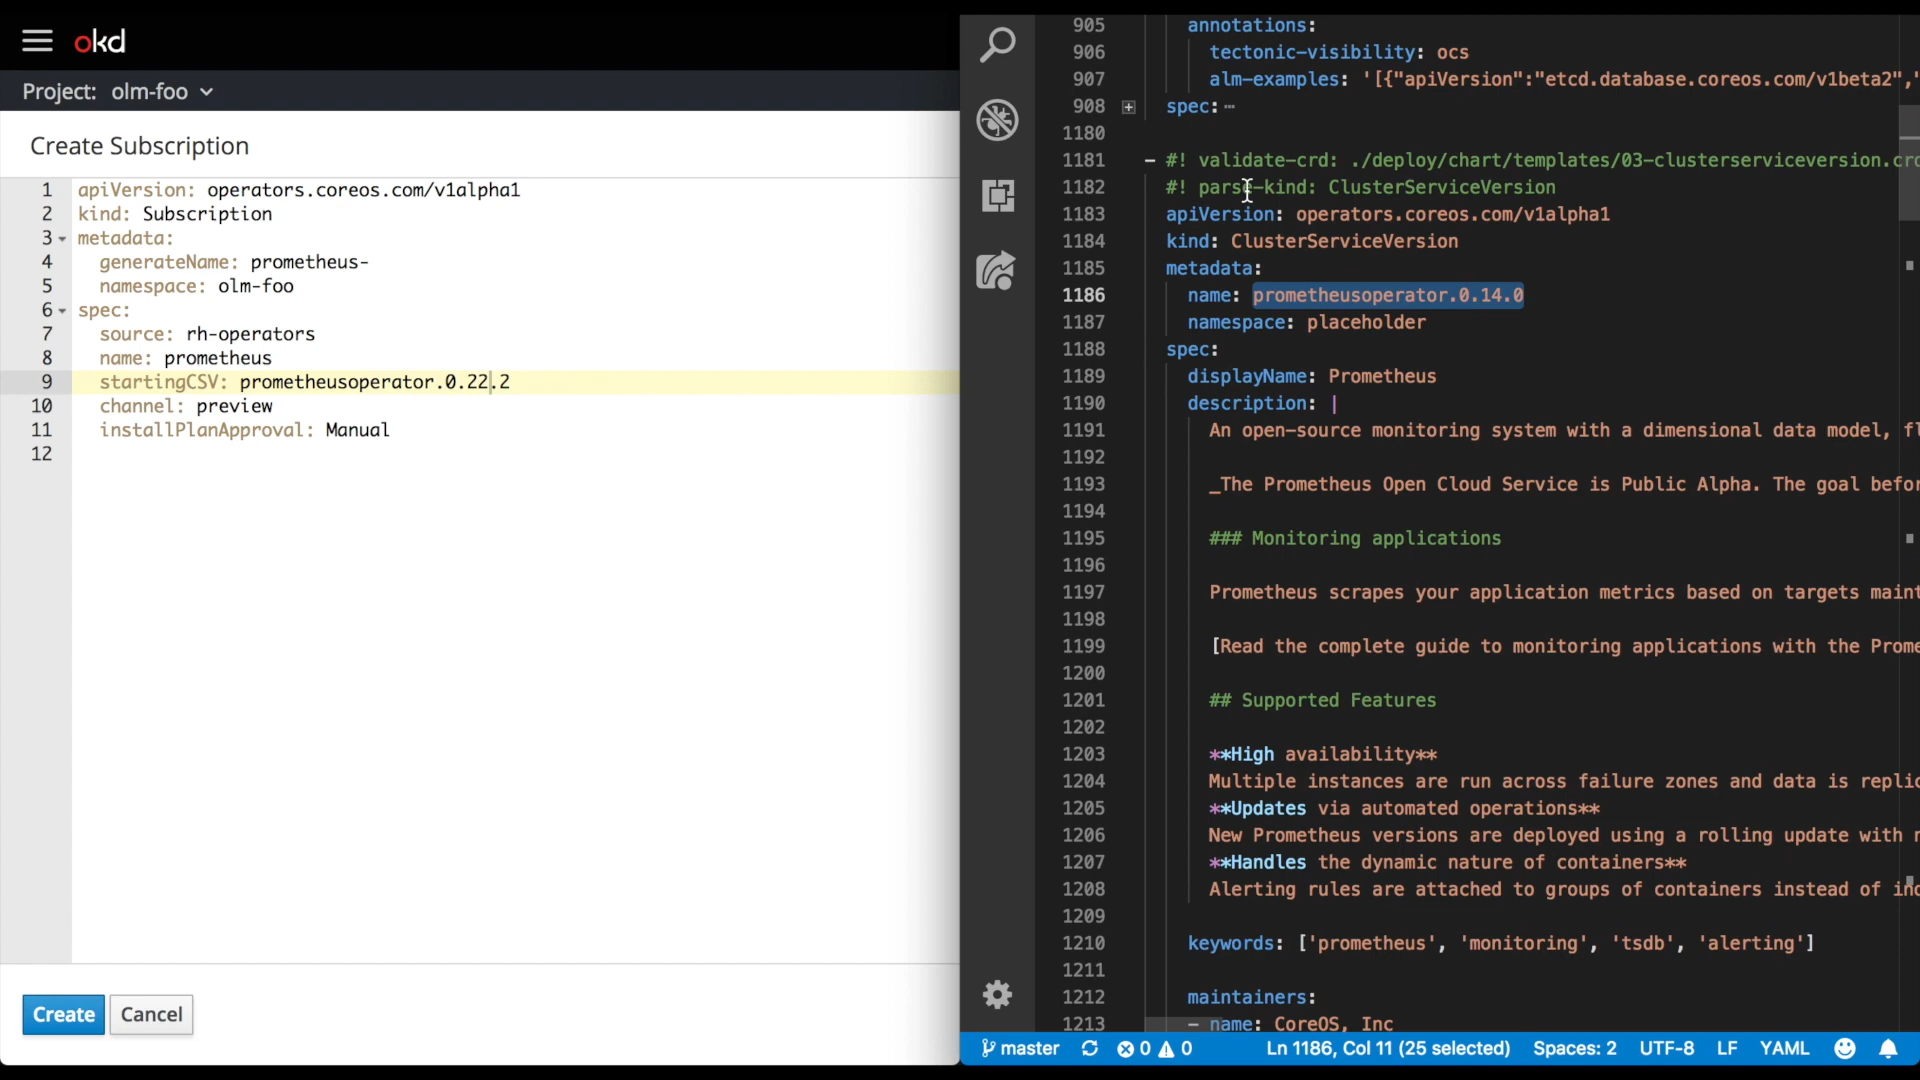 okd
Project: olm-foo
Create Subscription
1 apiVersion: operators.coreos.com/v1alpha1
2 kind: Subscription
3 metadata:
4 generateName: prometheus-
5 namespace: olm-foo
6 spec:
7 source: rh-operators
8 name: prometheus
9 startingCSV: prometheusoperator.0.22.2
10 channel: preview
11 installPlanApproval: Manual
12
Create Cancel
905 annotations:
906 tectonic-visibility: ocs
907 alm-examples: '[{"apiVersion":"etcd.database.coreos.com/v1beta2","
908 spec:
1180
1181 - #! validate-crd: ./deploy/chart/templates/03-clusterserviceversion.crd
1182 #! parse-kind: ClusterServiceVersion
1183 apiVersion: operators.coreos.com/v1alpha1
1184 kind: ClusterServiceVersion
1185 metadata:
1186 name: prometheusoperator.0.14.0
1187 namespace: placeholder
1188 spec:
1189 displayName: Prometheus
1190 description: |
1191 An open-source monitoring system with a dimensional data model, fl
1192
1193 _The Prometheus Open Cloud Service is Public Alpha. The goal befor
1194
1195 ### Monitoring applications
1196
1197 Prometheus scrapes your application metrics based on targets maint
1198
1199 [Read the complete guide to monitoring applications with the Prome
1200
1201 ## Supported Features
1202
1203 **High availability**
1204 Multiple instances are run across failure zones and data is replic
1205 **Updates via automated operations**
1206 New Prometheus versions are deployed using a rolling update with
1207 **Handles the dynamic nature of containers**
1208 Alerting rules are attached to groups of containers instead of
1209
1210 keywords: ['prometheus', 'monitoring', 'tsdb', 'alerting']
1211
1212 maintainers:
1213 - name: CoreOS, Inc
master 0 0 Ln 1186, Col 11 (25 selected) Spaces: 2 UTF-8 LF YAML